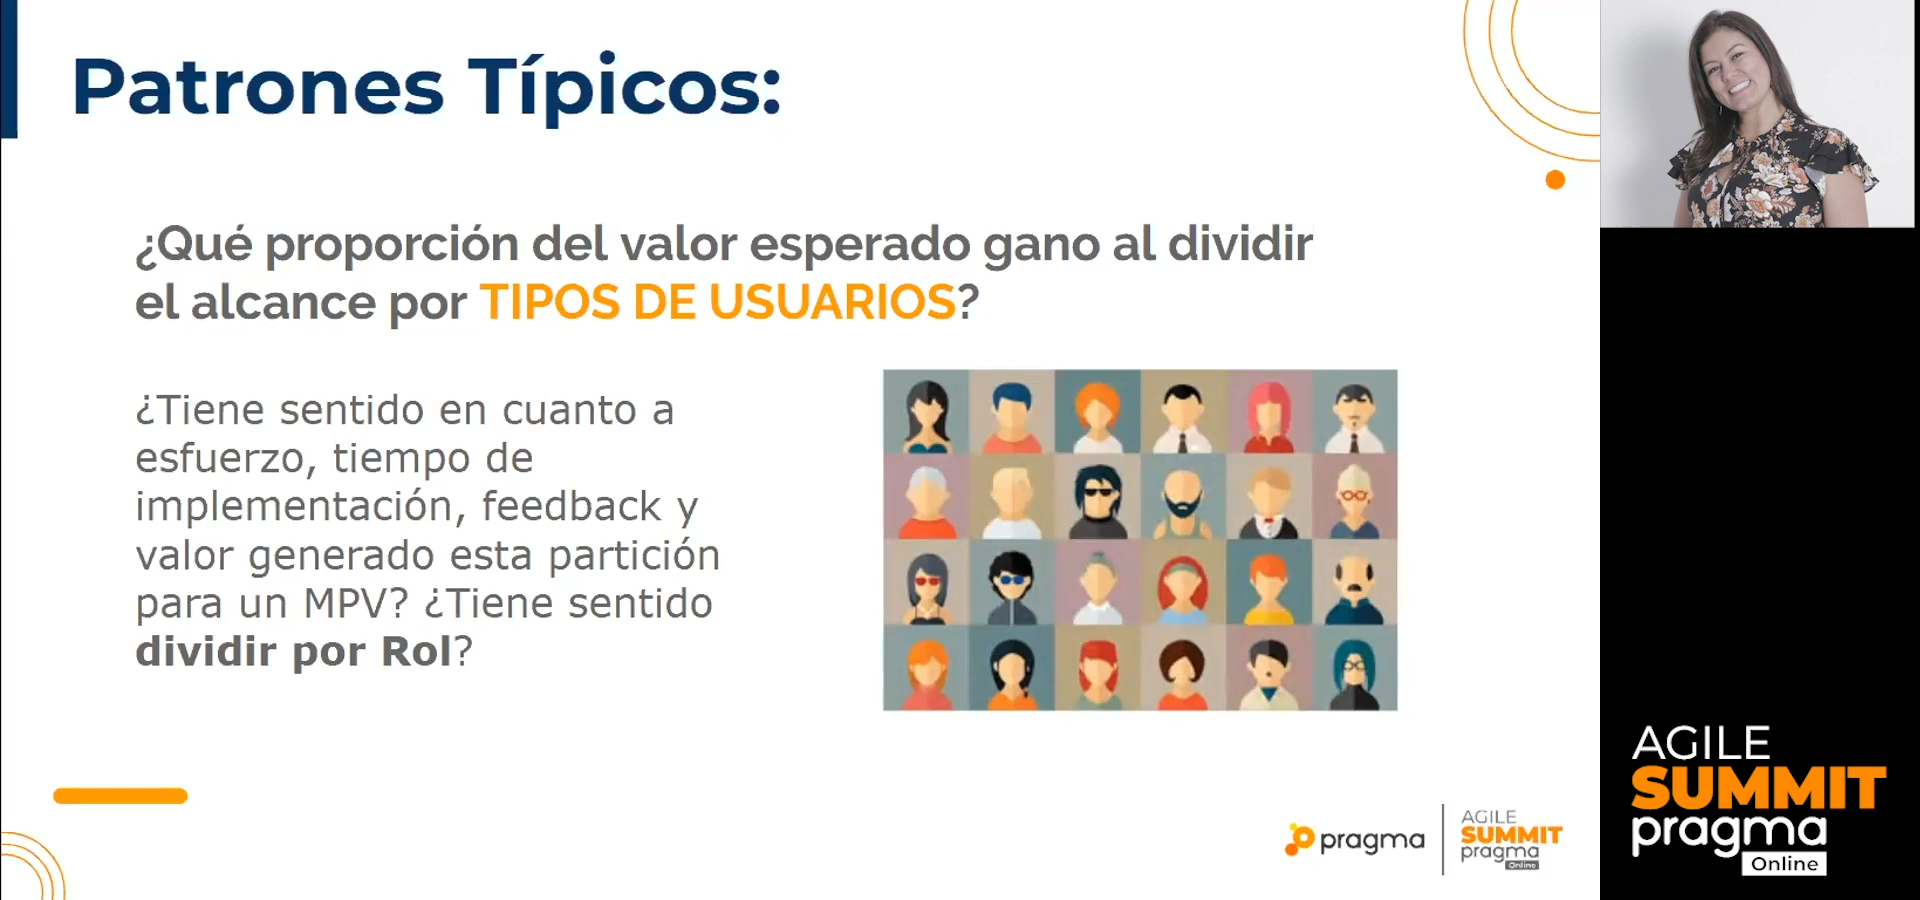 Patrones Típicos:
¿Qué proporción del valor esperado gano al dividir
el alcance por TIPOS DE USUARIOS?
¿Tiene sentido en cuanto a
esfuerzo, tiempo de
implementación, feedback y
valor generado esta partición
para un MPV? ¿Tiene sentido
dividir por Rol?
pragma
AGILE
SUMMIT
pragma
Online
AGILE
SUMMIT
pragma
Online